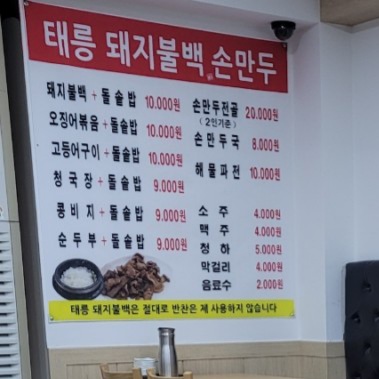 태릉 돼지불백 손만두
돼지불백 + 돌솥밥 10.000원
오징어볶음 + 돌솥밥 10.000원
고등어구이 + 돌솥밥 10.000원
청국장 + 돌솥밥 9.000원
콩비지 + 돌솥밥 9.000원
순두부 + 돌솥밥 9.000원
손만두전골 20.000원
(2인기준)
손만두국 8.000원
해물파전 10.000원
소주 4.000원
맥주 4.000원
청하 5.000원
막걸리 4.000원
음료수 2.000원
태릉 돼지불백은 절대로 반찬은 재 사용하지 않습니다